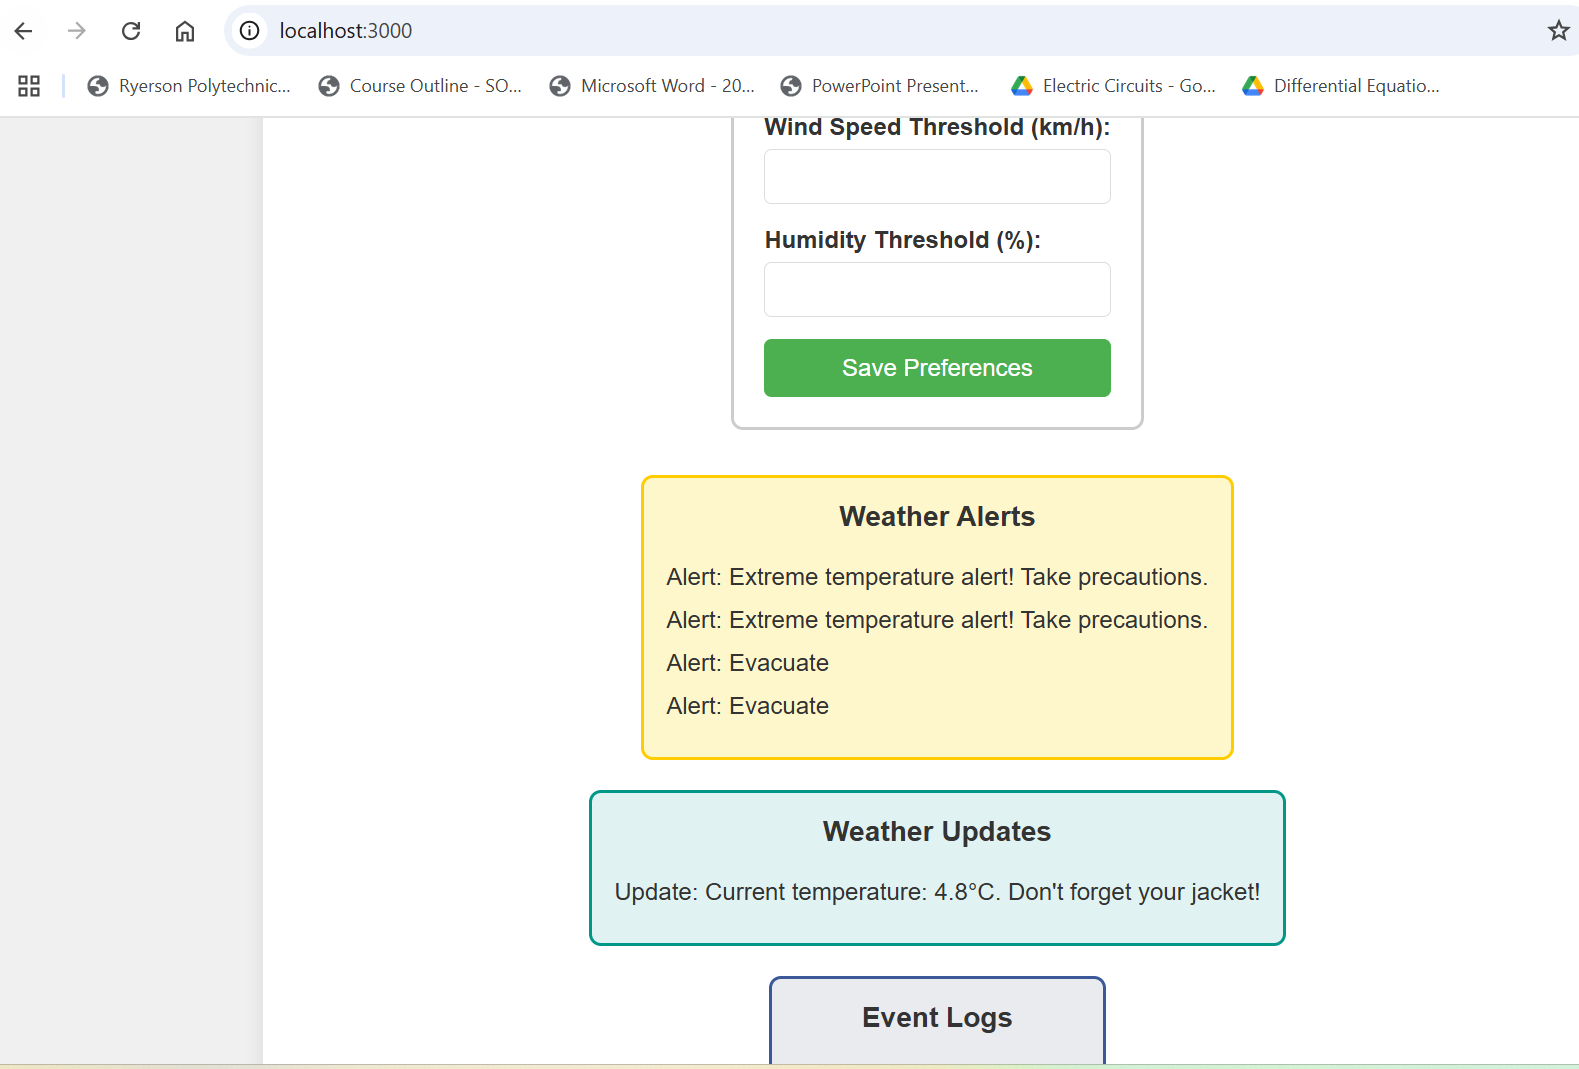 localhost:3000
Ryerson Polytechnic...
Course Outline - SO...
Microsoft Word - 20...
PowerPoint Present...
Electric Circuits - Go...
Differential Equatio...
Wind Speed Threshold (km/h):
Humidity Threshold (%):
Save Preferences
Weather Alerts
Alert: Extreme temperature alert! Take precautions.
Alert: Extreme temperature alert! Take precautions.
Alert: Evacuate
Alert: Evacuate
Weather Updates
Update: Current temperature: 4.8°C. Don't forget your jacket!
Event Logs